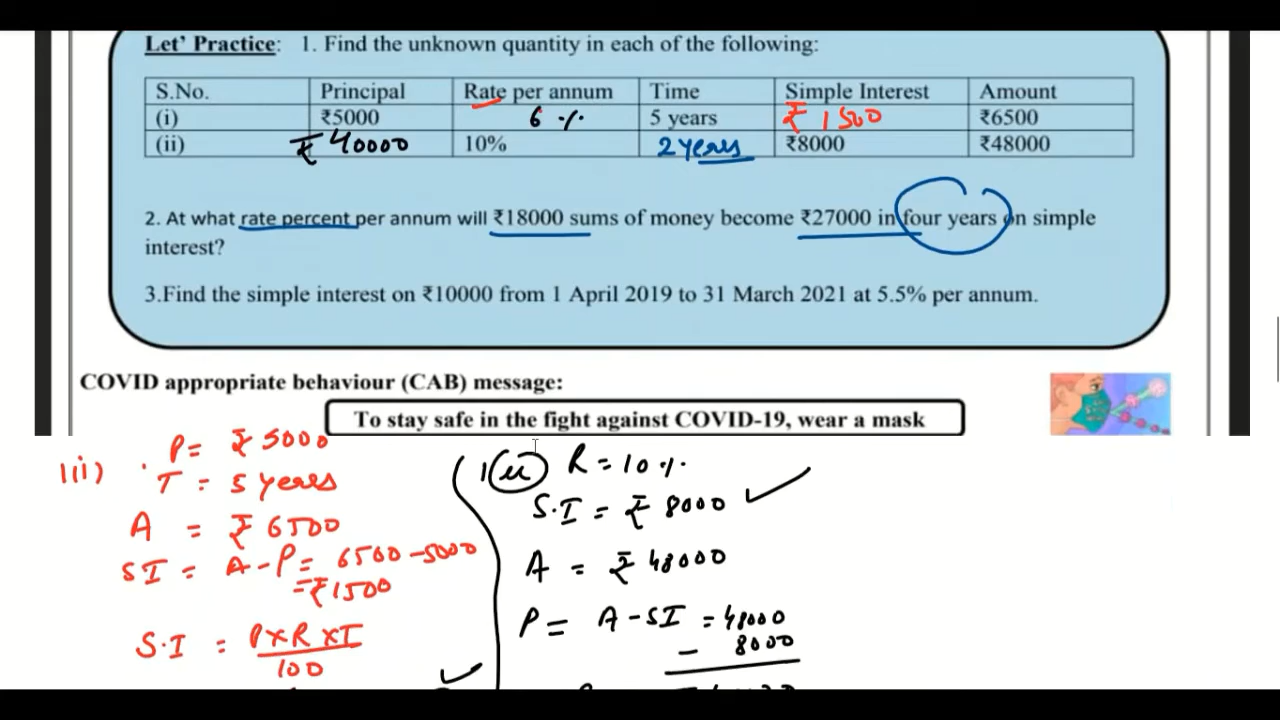 Let' Practice: 1. Find the unknown quantity in each of the following:
S.No. Principal Rate per annum Time Simple Interest Amount
(i) ₹5000 6 % 5 years ₹ 1500 ₹6500
(ii) ₹ 40000 10% 2 yeres ₹8000 ₹48000
2. At what rate percent per annum will ₹18000 sums of money become ₹27000 in four years on simple
interest?
3.Find the simple interest on ₹10000 from 1 April 2019 to 31 March 2021 at 5.5% per annum.
COVID appropriate behaviour (CAB) message:
To stay safe in the fight against COVID-19, wear a mask
1(i) P = ₹ 5000
T = 5 yeres
A = ₹ 6500
SI = A - P = 6500 - 5000
= ₹ 1500
S.I = P × R × T
100
1(ii) R = 10 %
S.I = ₹ 8000
A = ₹ 48000
P = A - SI = 48000
- 8000